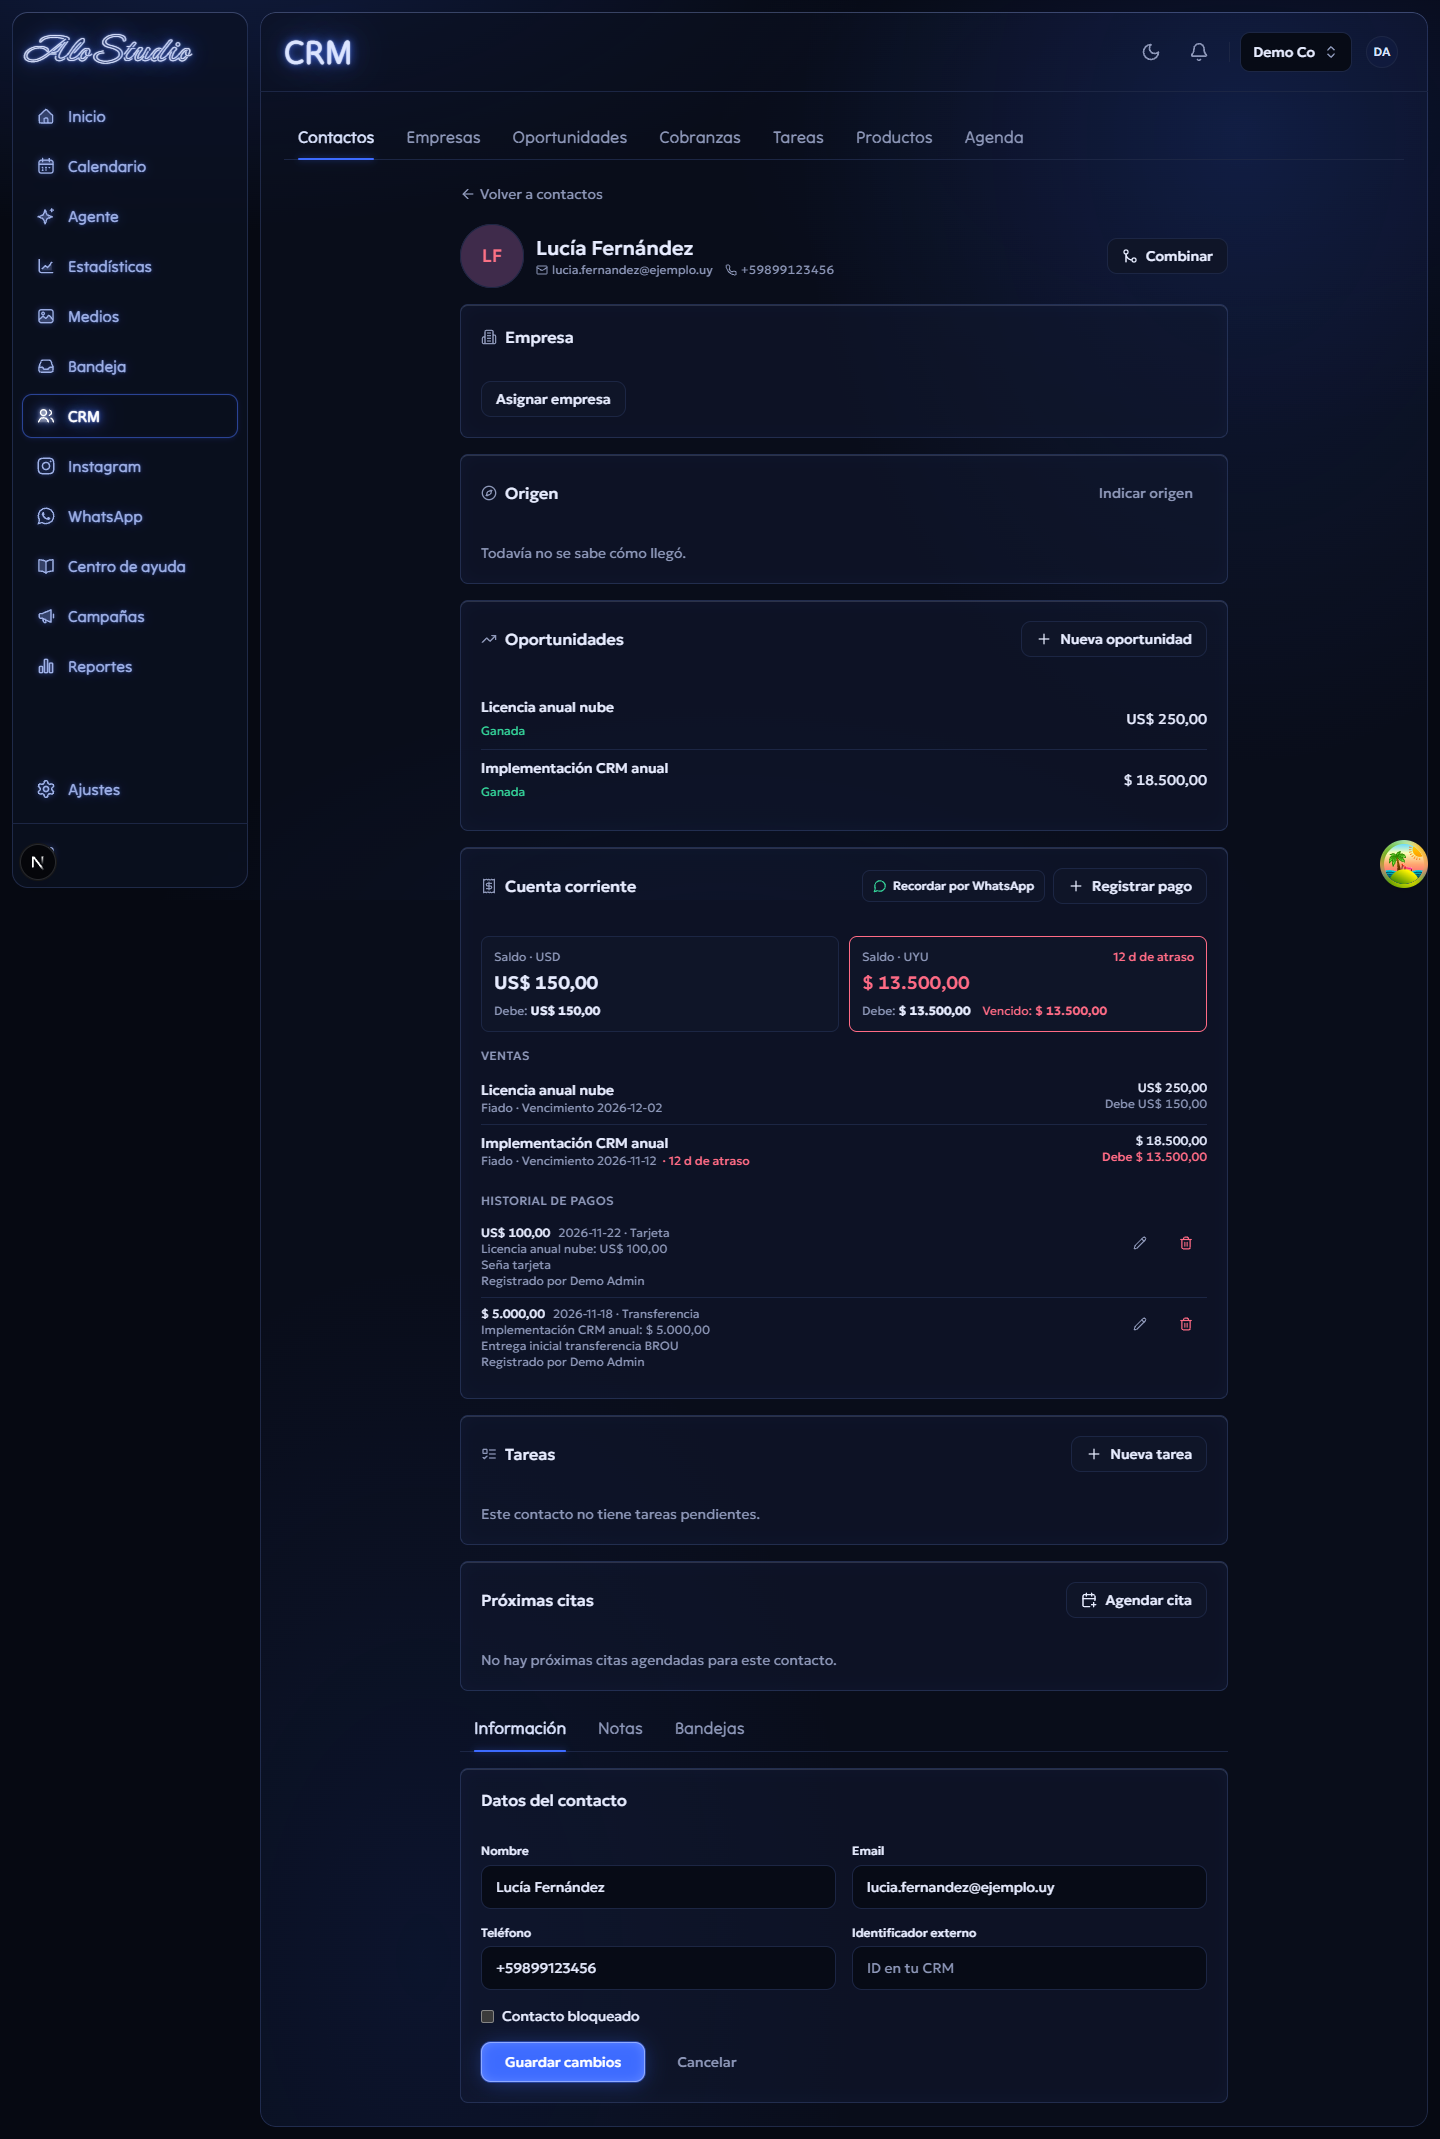 AloStudio
CRM
Demo Co
DA
Inicio
Calendario
Agente
Estadísticas
Medios
Bandeja
CRM
Instagram
WhatsApp
Centro de ayuda
Campañas
Reportes
Ajustes
N
Contactos Empresas Oportunidades Cobranzas Tareas Productos Agenda
Volver a contactos
LF
Lucía Fernández
lucia.fernandez@ejemplo.uy +59899123456
Combinar
Empresa
Asignar empresa
Origen
Indicar origen
Todavía no se sabe cómo llegó.
Oportunidades
Nueva oportunidad
Licencia anual nube
Ganada
US$ 250,00
Implementación CRM anual
Ganada
$ 18.500,00
Cuenta corriente
Recordar por WhatsApp
Registrar pago
Saldo · USD
US$ 150,00
Debe: US$ 150,00
Saldo · UYU
12 d de atraso
$ 13.500,00
Debe: $ 13.500,00 Vencido: $ 13.500,00
VENTAS
Licencia anual nube
US$ 250,00
Fiado · Vencimiento 2026-12-02
Debe US$ 150,00
Implementación CRM anual
$ 18.500,00
Fiado · Vencimiento 2026-11-12 · 12 d de atraso
Debe $ 13.500,00
HISTORIAL DE PAGOS
US$ 100,00 2026-11-22 · Tarjeta
Licencia anual nube: US$ 100,00
Seña tarjeta
Registrado por Demo Admin
$ 5.000,00 2026-11-18 · Transferencia
Implementación CRM anual: $ 5.000,00
Entrega inicial transferencia BROU
Registrado por Demo Admin
Tareas
Nueva tarea
Este contacto no tiene tareas pendientes.
Próximas citas
Agendar cita
No hay próximas citas agendadas para este contacto.
Información Notas Bandejas
Datos del contacto
Nombre
Lucía Fernández
Email
lucia.fernandez@ejemplo.uy
Teléfono
+59899123456
Identificador externo
ID en tu CRM
Contacto bloqueado
Guardar cambios
Cancelar